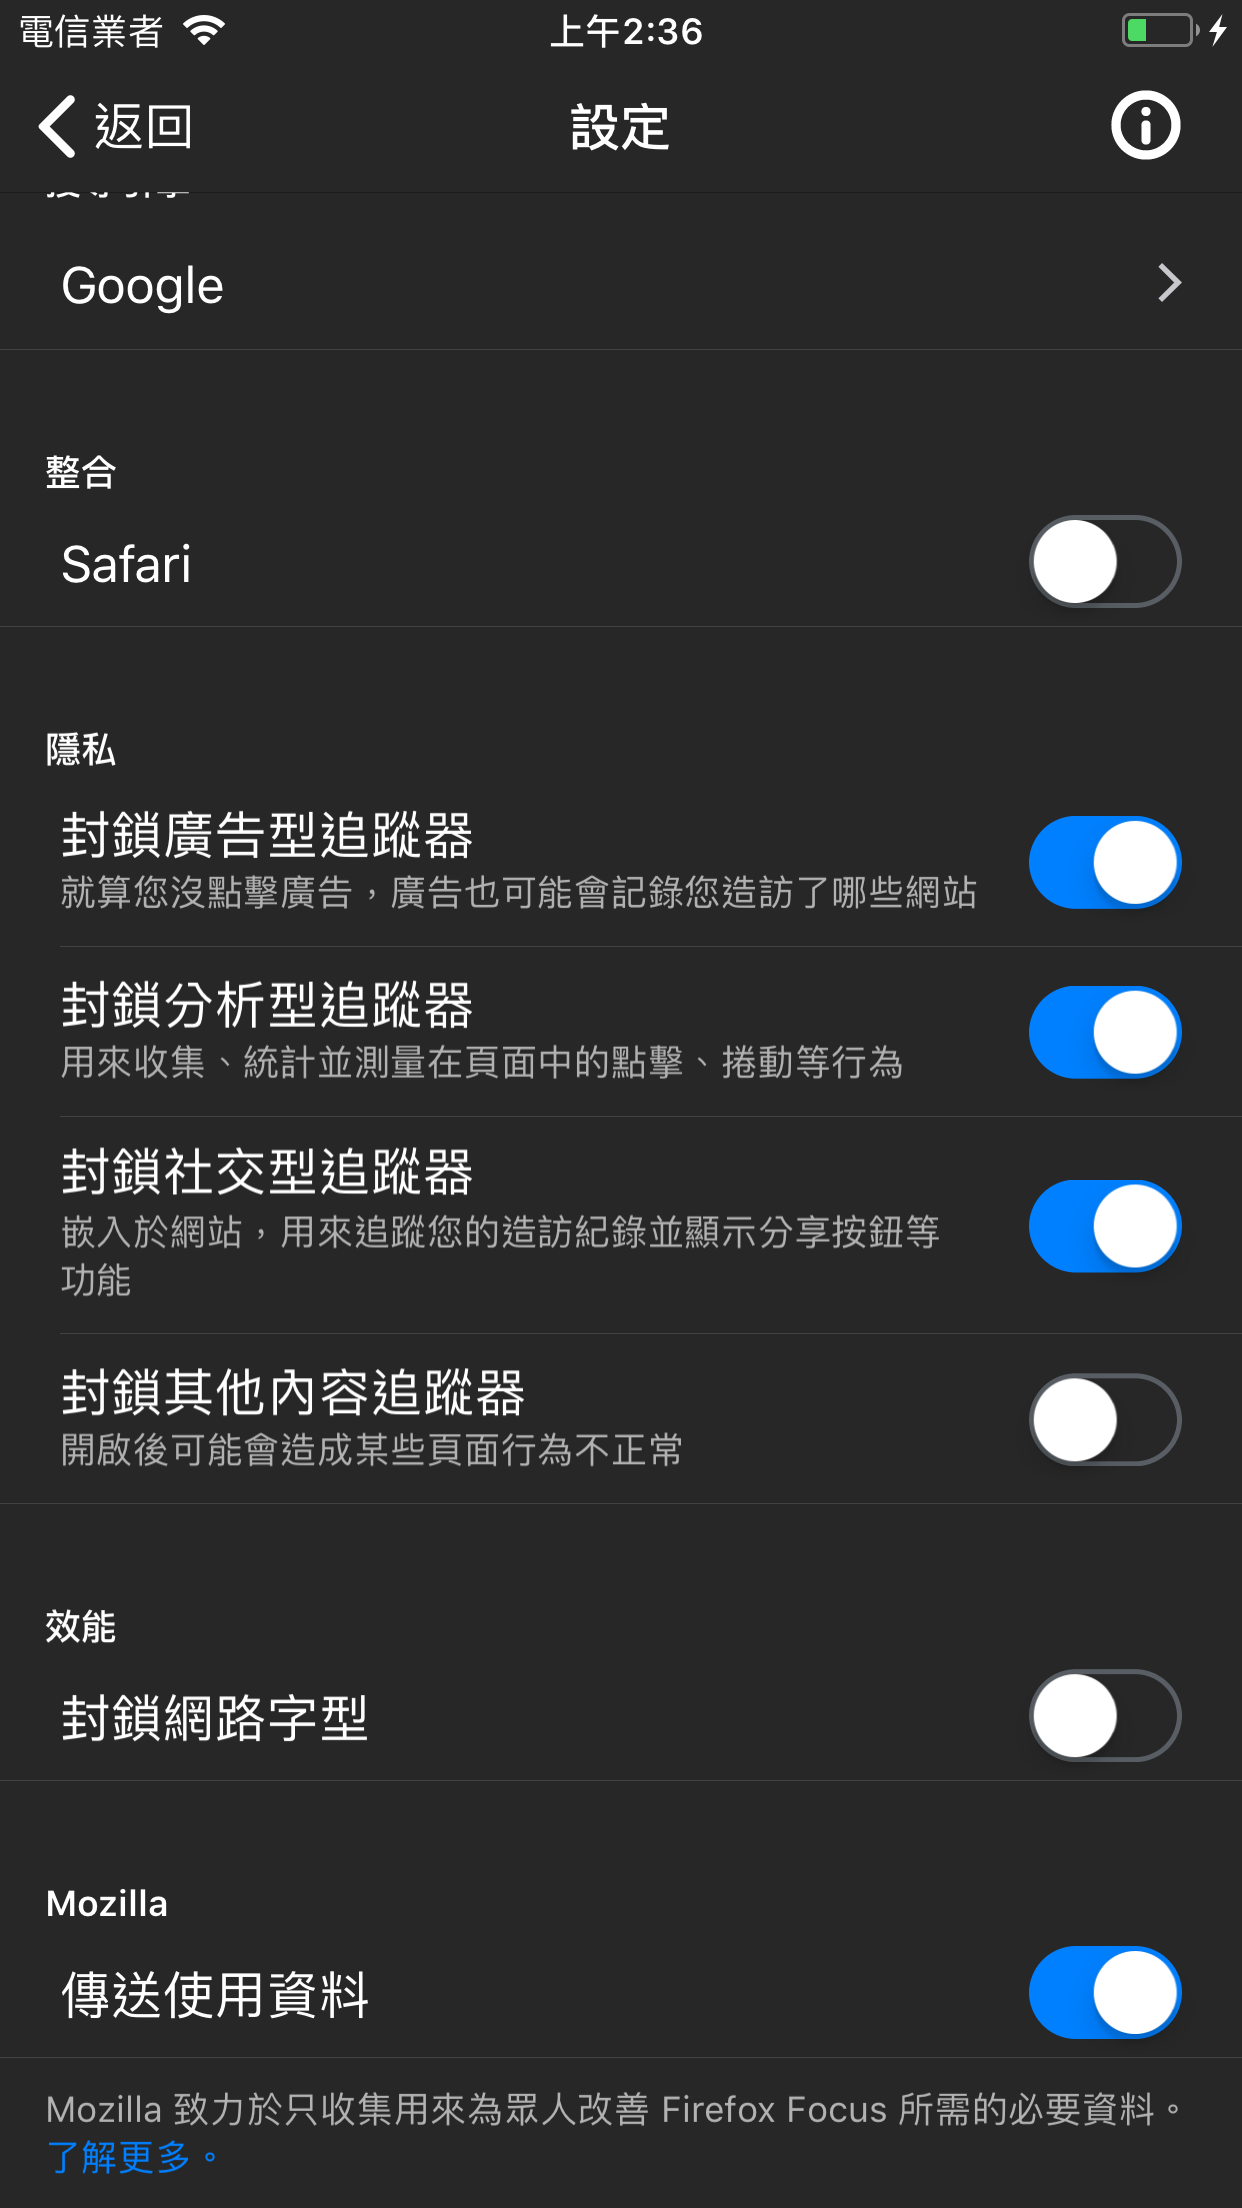 電信業者
上午2:36
返回
設定
Google
整合
Safari
隱私
封鎖廣告型追蹤器
就算您沒點擊廣告，廣告也可能會記錄您造訪了哪些網站
封鎖分析型追蹤器
用來收集、統計並測量在頁面中的點擊、捲動等行為
封鎖社交型追蹤器
嵌入於網站，用來追蹤您的造訪紀錄並顯示分享按鈕等
功能
封鎖其他內容追蹤器
開啟後可能會造成某些頁面行為不正常
效能
封鎖網路字型
Mozilla
傳送使用資料
Mozilla 致力於只收集用來為眾人改善 Firefox Focus 所需的必要資料。
了解更多。